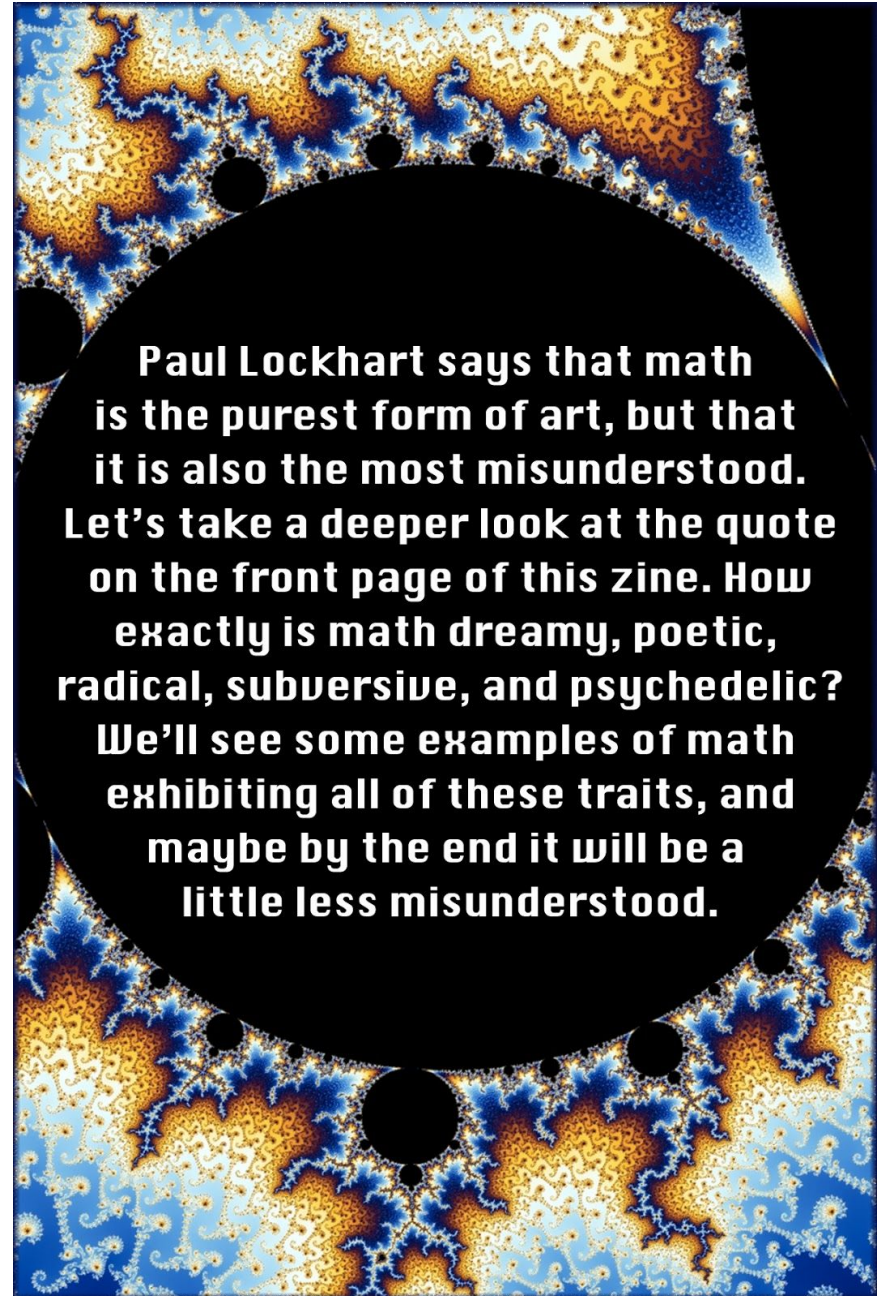 Paul Lockhart says that math
is the purest form of art, but that
it is also the most misunderstood.
Let’s take a deeper look at the quote
on the front page of this zine. How
exactly is math dreamy, poetic,
radical, subversive, and psychedelic?
We’ll see some examples of math
exhibiting all of these traits, and
maybe by the end it will be a
little less misunderstood.